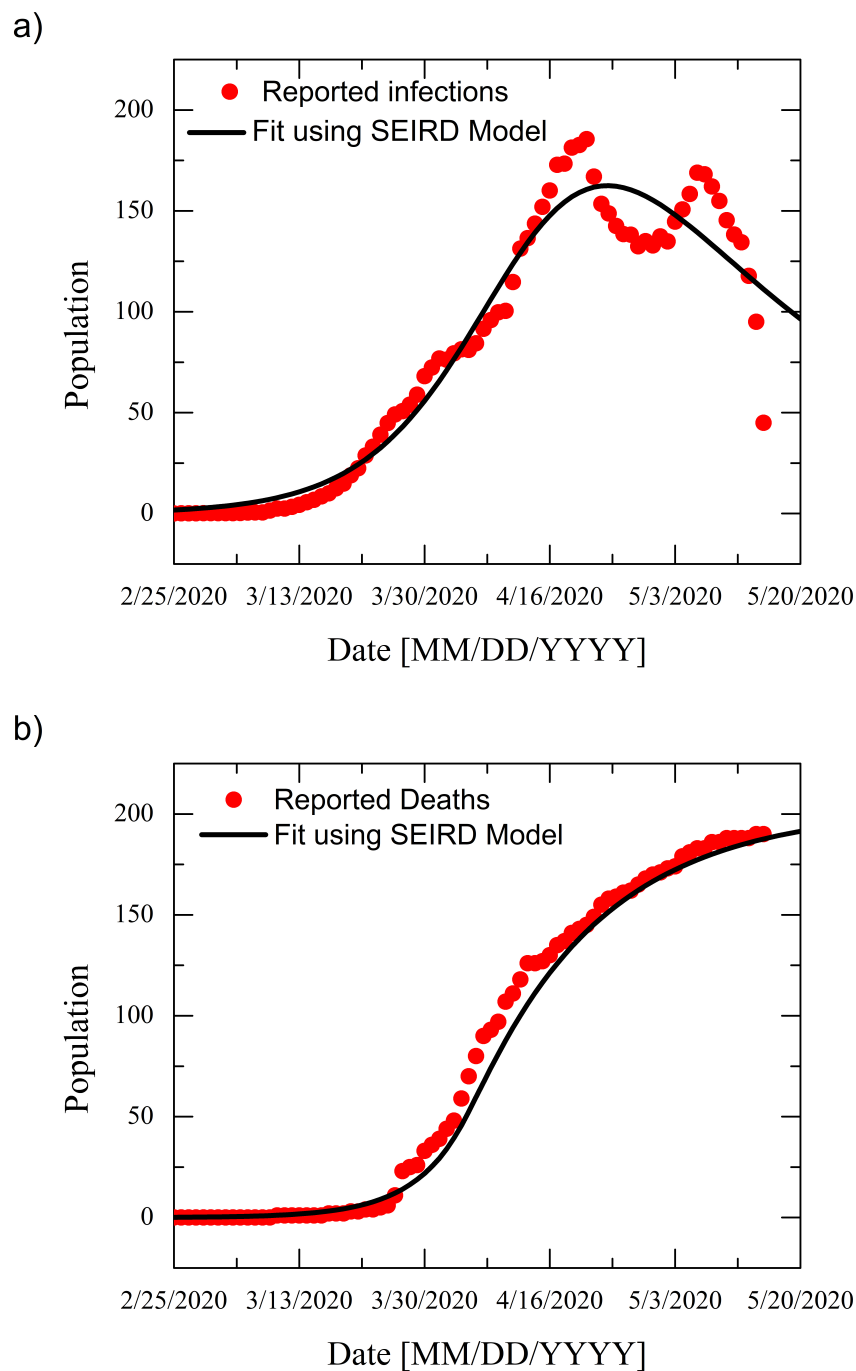 a)
Reported infections
Fit using SEIRD Model
200
150
100
50
0
Population
2/25/2020 3/13/2020 3/30/2020 4/16/2020 5/3/2020 5/20/2020
Date [MM/DD/YYYY]
b)
Reported Deaths
Fit using SEIRD Model
200
150
100
50
0
Population
2/25/2020 3/13/2020 3/30/2020 4/16/2020 5/3/2020 5/20/2020
Date [MM/DD/YYYY]